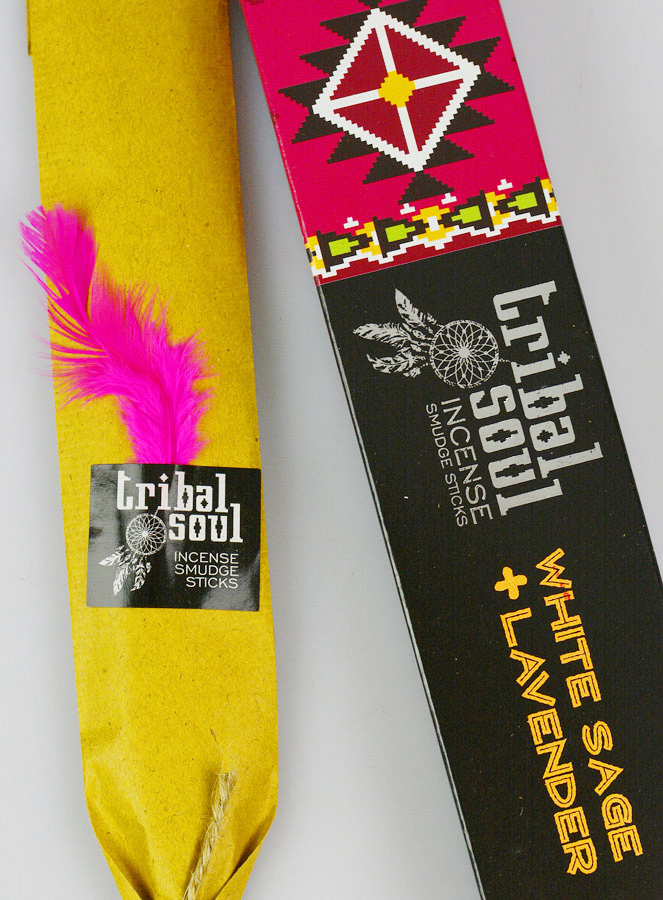 tribal
soul
INCENSE
SMUDGE
STICKS
tribal
soul
INCENSE
SMUDGE STICKS
WHITE SAGE
+ LAVENDER